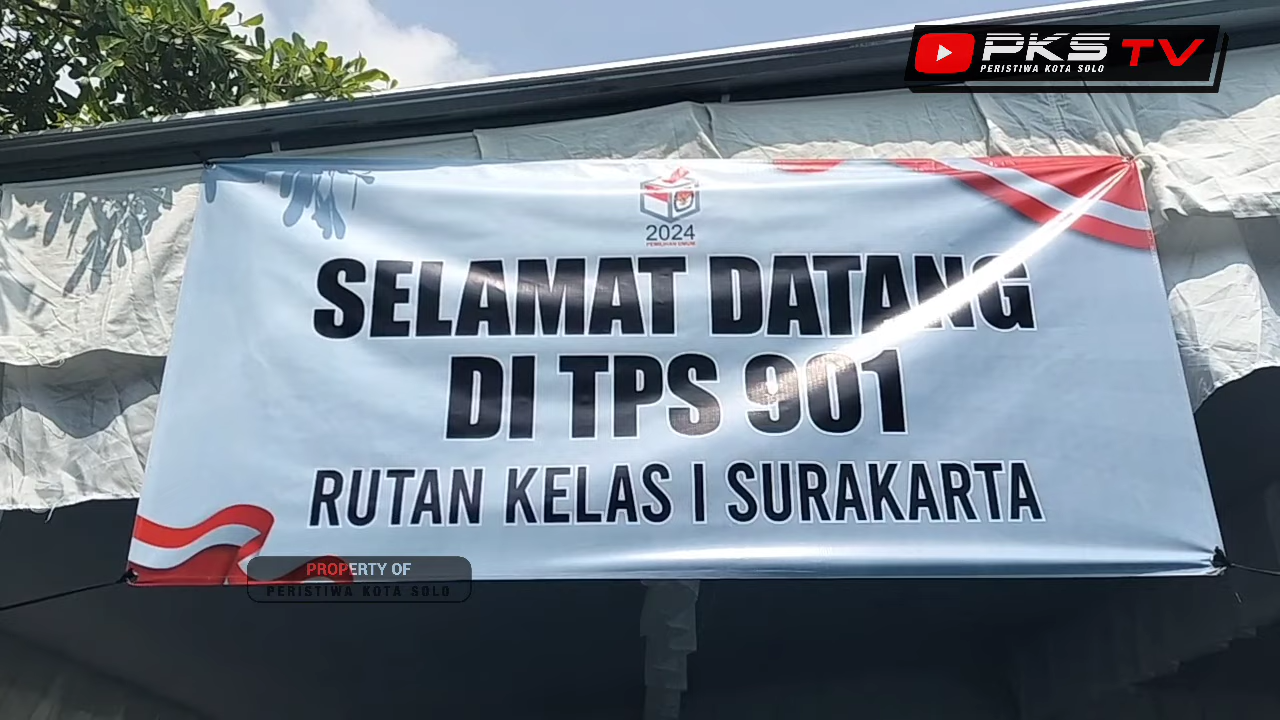 PKS TV
PERISTIWA KOTA SOLO
2024
PEMILIHAN UMUM
SELAMAT DATANG
DI TPS 901
RUTAN KELAS I SURAKARTA
PROPERTY OF
PERISTIWA KOTA SOLO